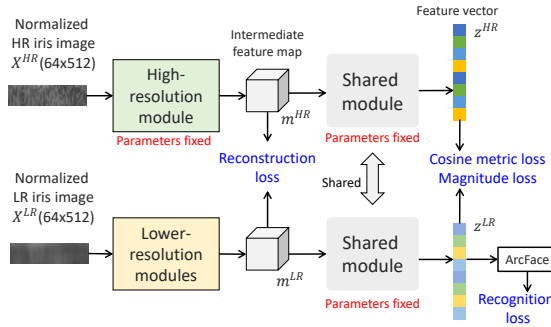 Normalized
HR iris image
X^{HR}(64x512)
High-
resolution
module
Parameters fixed
Intermediate
feature map
m^{HR}
Shared
module
Parameters fixed
Feature vector
z^{HR}
Reconstruction
loss
Shared
Cosine metric loss
Magnitude loss
Normalized
LR iris image
X^{LR}(64x512)
Lower-
resolution
modules
m^{LR}
Shared
module
Parameters fixed
z^{LR}
ArcFace
Recognition
loss